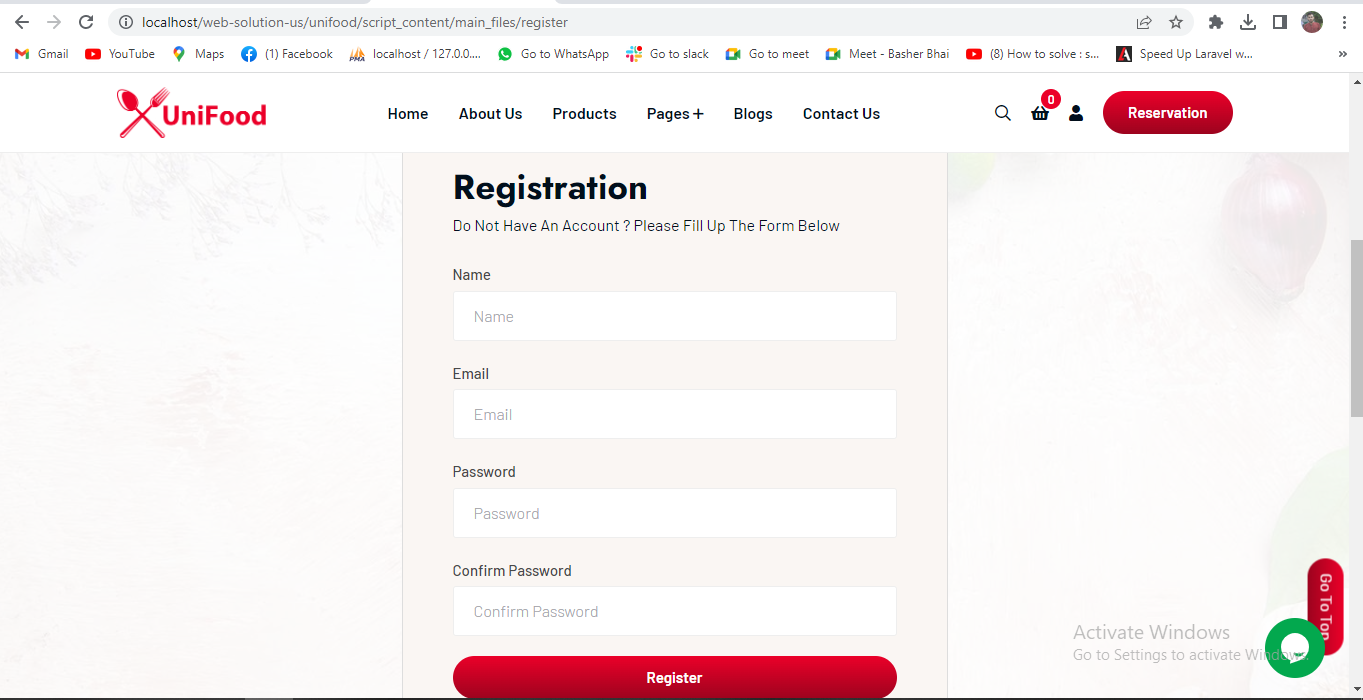 localhost/web-solution-us/unifood/script_content/main_files/register
Gmail YouTube Maps (1) Facebook localhost / 127.0.0.... Go to WhatsApp Go to slack Go to meet Meet - Basher Bhai (8) How to solve : s... Speed Up Laravel w... »
UniFood Home About Us Products Pages + Blogs Contact Us 0 Reservation
Registration
Do Not Have An Account ? Please Fill Up The Form Below
Name
Name
Email
Email
Password
Password
Confirm Password
Confirm Password
Register
Go To Top
Activate Windows
Go to Settings to activate Windows.